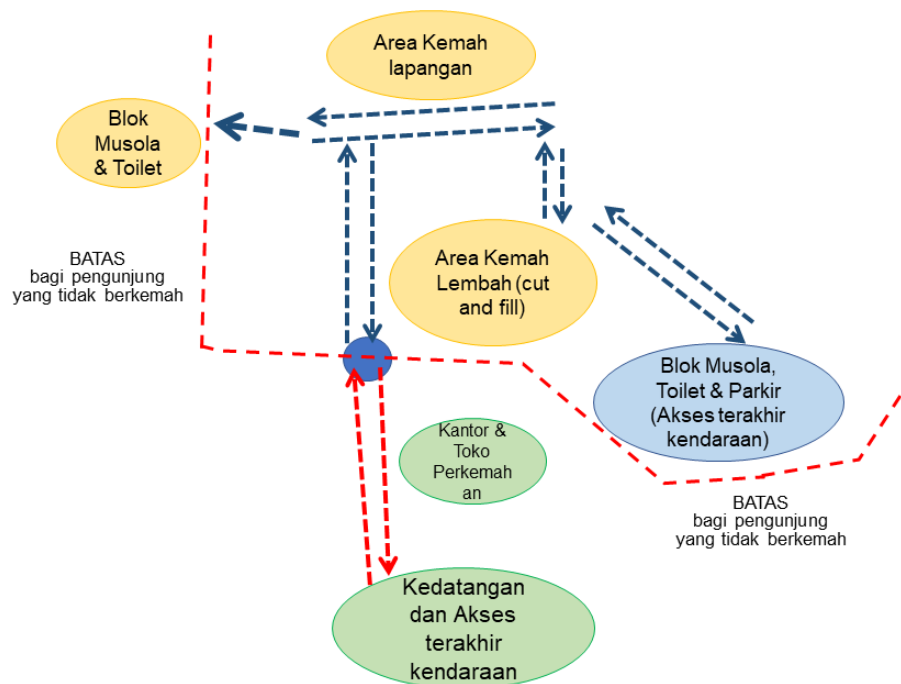 Area Kemah
lapangan
Blok
Musola
& Toilet
BATAS
bagi pengunjung
yang tidak berkemah
Area Kemah
Lembah (cut
and fill)
Blok Musola,
Toilet & Parkir
(Akses terakhir
kendaraan)
Kantor &
Toko
Perkemah
an
BATAS
bagi pengunjung
yang tidak berkemah
Kedatangan
dan Akses
terakhir
kendaraan